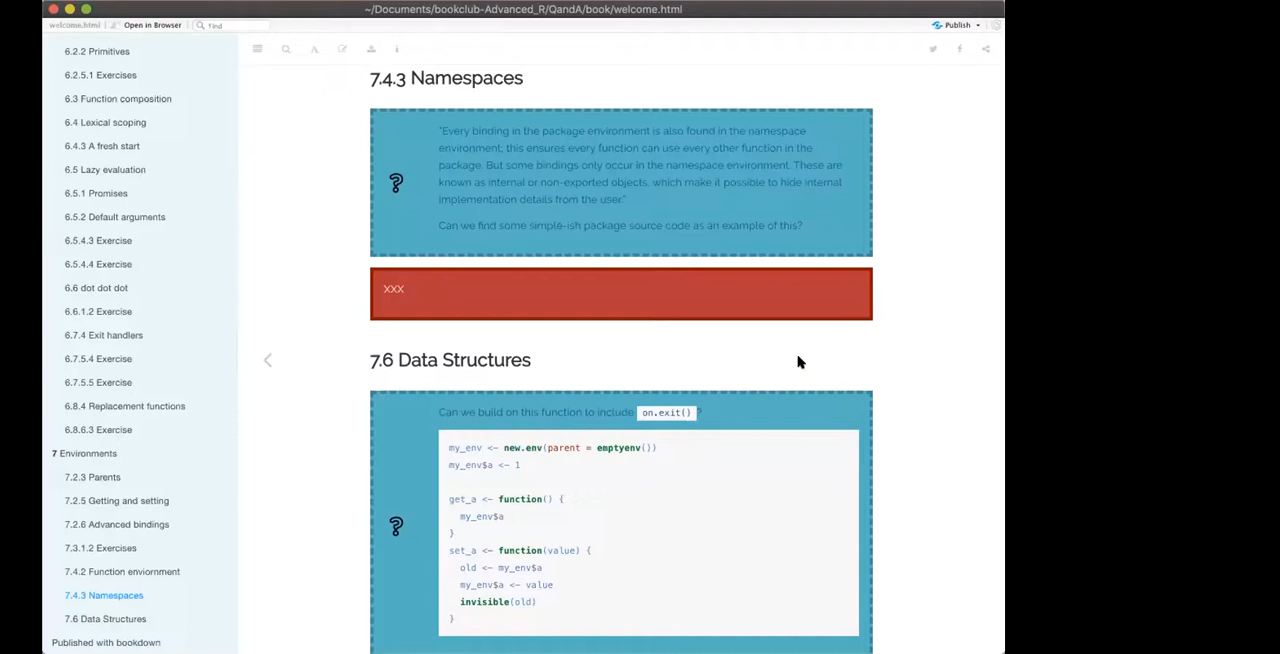 ~/Documents/bookclub-Advanced_R/QandA/book/welcome.html
welcome.html
Open in Browser
Find
Publish
6.2.2 Primitives
6.2.5.1 Exercises
6.3 Function composition
6.4 Lexical scoping
6.4.3 A fresh start
6.5 Lazy evaluation
6.5.1 Promises
6.5.2 Default arguments
6.5.4.3 Exercise
6.5.4.4 Exercise
6.6 dot dot dot
6.6.1.2 Exercise
6.7.4 Exit handlers
6.7.5.4 Exercise
6.7.5.5 Exercise
6.8.4 Replacement functions
6.8.6.3 Exercise
7 Environments
7.2.3 Parents
7.2.5 Getting and setting
7.2.6 Advanced bindings
7.3.1.2 Exercises
7.4.2 Function enviornment
7.4.3 Namespaces
7.6 Data Structures
Published with bookdown
7.4.3 Namespaces
"Every binding in the package environment is also found in the namespace
environment; this ensures every function can use every other function in the
package. But some bindings only occur in the namespace environment. These are
known as internal or non-exported objects, which make it possible to hide internal
implementation details from the user."
Can we find some simple-ish package source code as an example of this?
XXX
7.6 Data Structures
Can we build on this function to include on.exit() ?
my_env <- new.env(parent = emptyenv())
my_env$a <- 1
get_a <- function() {
my_env$a
}
set_a <- function(value) {
old <- my_env$a
my_env$a <- value
invisible(old)
}